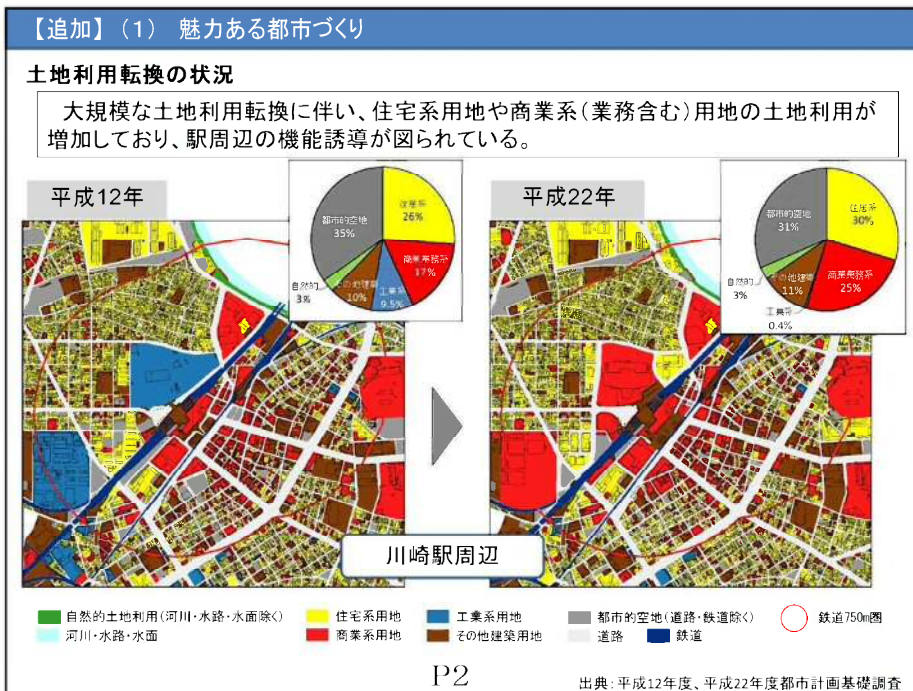 【追加】（1） 魅力ある都市づくり
土地利用転換の状況
大規模な土地利用転換に伴い、住宅系用地や商業系（業務含む）用地の土地利用が
増加しており、駅周辺の機能誘導が図られている。
平成12年
住居系
26%
商業業務系
17%
工業系
9.5%
その他建築
10%
自然的
3%
都市的空地
35%
平成22年
住居系
30%
商業業務系
25%
工業系
0.4%
その他建築
11%
自然的
3%
都市的空地
31%
川崎駅周辺
自然的土地利用（河川・水路・水面除く） 住宅系用地 工業系用地 都市的空地（道路・鉄道除く） 鉄道750m圏
河川・水路・水面 商業系用地 その他建築用地 道路 鉄道
P2
出典：平成12年度、平成22年度都市計画基礎調査